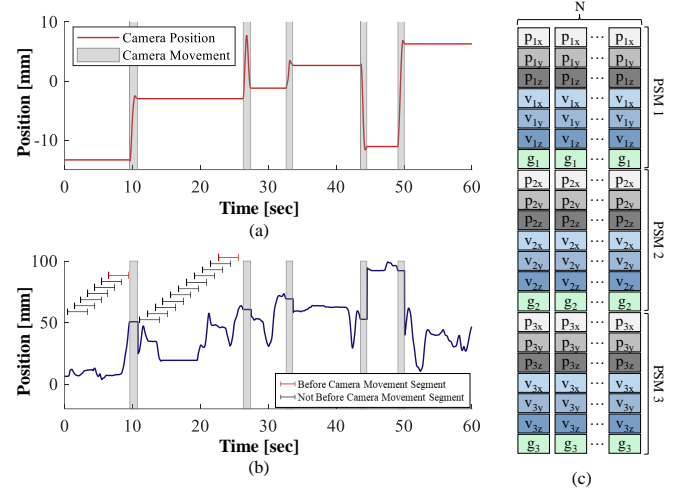 10
0
-10
Position [mm]
Camera Position
Camera Movement
0 10 20 30 40 50 60
Time [sec]
(a)
100
50
0
Position [mm]
Before Camera Movement Segment
Not Before Camera Movement Segment
0 10 20 30 40 50 60
Time [sec]
(b)
N
p1x p1x ··· p1x
p1y p1y ··· p1y
p1z p1z ··· p1z
v1x v1x ··· v1x
v1y v1y ··· v1y
v1z v1z ··· v1z
g1 g1 ··· g1
PSM 1
p2x p2x ··· p2x
p2y p2y ··· p2y
p2z p2z ··· p2z
v2x v2x ··· v2x
v2y v2y ··· v2y
v2z v2z ··· v2z
g2 g2 ··· g2
PSM 2
p3x p3x ··· p3x
p3y p3y ··· p3y
p3z p3z ··· p3z
v3x v3x ··· v3x
v3y v3y ··· v3y
v3z v3z ··· v3z
g3 g3 ··· g3
PSM 3
(c)